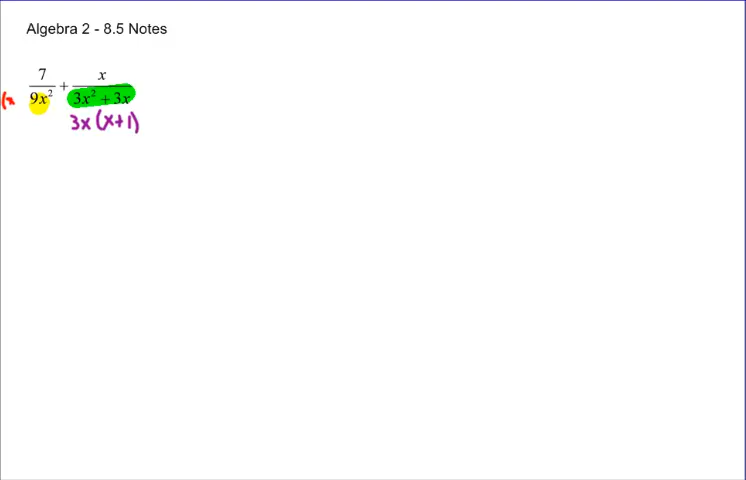 Algebra 2 - 8.5 Notes
7/9x² + x/3x² + 3x
(x
3x(x+1)